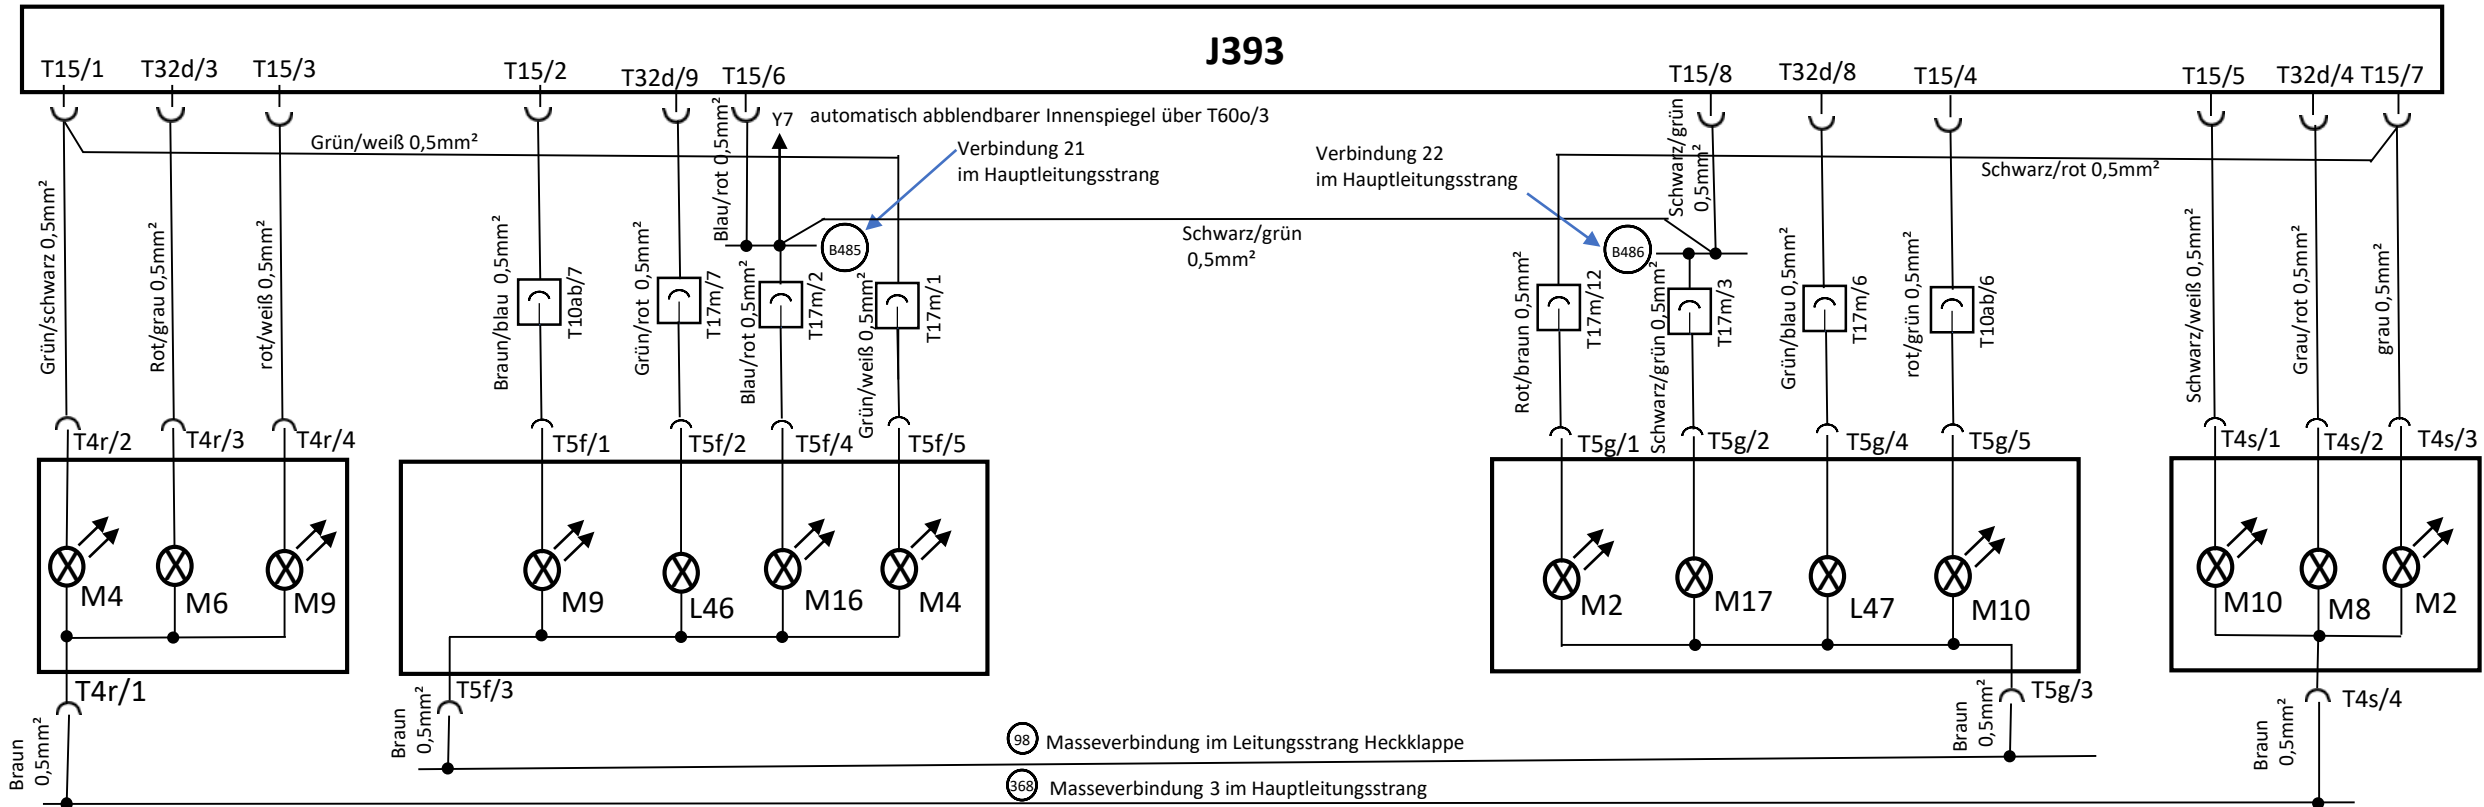 J393
T15/1
T32d/3
T15/3
T15/2
T32d/9
T15/6
T15/8
T32d/8
T15/4
T15/5
T32d/4
T15/7
Y7
automatisch abblendbarer Innenspiegel über T60o/3
Grün/weiß 0,5mm²
Verbindung 21
im Hauptleitungsstrang
Verbindung 22
im Hauptleitungsstrang
Schwarz/rot 0,5mm²
Schwarz/grün
0,5mm²
B485
B486
Grün/schwarz 0,5mm²
Rot/grau 0,5mm²
rot/weiß 0,5mm²
Braun/blau 0,5mm²
T10ab/7
Grün/rot 0,5mm²
T17m/7
Blau/rot 0,5mm²
Blau/rot 0,5mm²
T17m/2
Grün/weiß 0,5mm²
T17m/1
Rot/braun 0,5mm²
T17m/12
Schwarz/grün
0,5mm²
Schwarz/grün 0,5mm²
T17m/3
Grün/blau 0,5mm²
T17m/6
rot/grün 0,5mm²
T10ab/6
Schwarz/weiß 0,5mm²
Grau/rot 0,5mm²
grau 0,5mm²
T4r/2
T4r/3
T4r/4
T5f/1
T5f/2
T5f/4
T5f/5
T5g/1
T5g/2
T5g/4
T5g/5
T4s/1
T4s/2
T4s/3
M4
M6
M9
M9
L46
M16
M4
M2
M17
L47
M10
M10
M8
M2
T4r/1
T5f/3
T5g/3
T4s/4
Braun
0,5mm²
Braun
0,5mm²
Braun
0,5mm²
Braun
0,5mm²
98
Masseverbindung im Leitungsstrang Heckklappe
368
Masseverbindung 3 im Hauptleitungsstrang